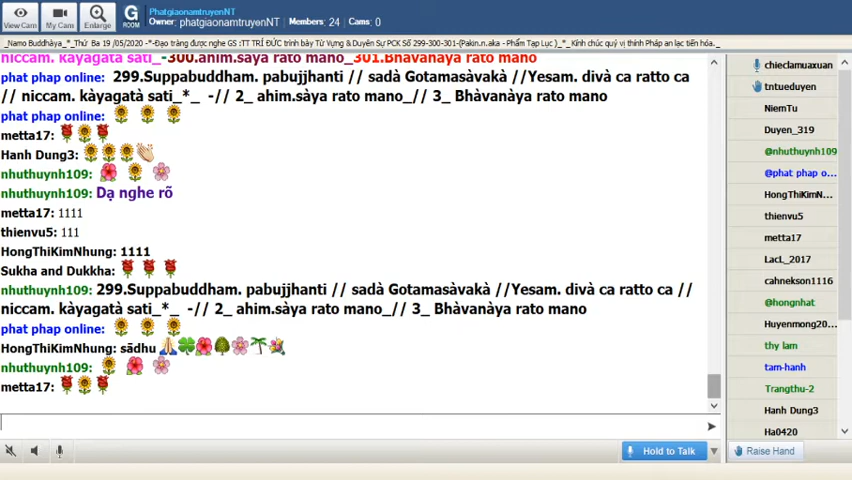 PhatgiaonamtruyenNT
Owner: phatgiaonamtruyenNT Members: 24 Cams: 0
View Cam My Cam Enlarge G ROOM
_Namo Buddhàya_*_Thứ Ba 19 /05/2020 -*-Đạo tràng được nghe GS :TT TRÍ ĐỨC trình bày Từ Vựng & Duyên Sự PCK Số 299-300-301-(Pakin.n.aka - Phẩm Tạp Lục )_*_ Kính chúc quý vị thính Pháp an lạc tiến hóa._
niccam. kàyagatà sati_-300.ahim.sàya rato mano_301.Bhàvanàya rato mano
phat phap online: 299.Suppabuddham. pabujjhanti // sadà Gotamasàvakà //Yesam. divà ca ratto ca
// niccam. kàyagatà sati_*_ -// 2_ ahim.sàya rato mano_// 3_ Bhàvanàya rato mano
phat phap online:
metta17:
Hanh Dung3:
nhuthuynh109:
nhuthuynh109: Dạ nghe rõ
metta17: 1111
thienvu5: 111
HongThiKimNhung: 1111
Sukha and Dukkha:
nhuthuynh109: 299.Suppabuddham. pabujjhanti // sadà Gotamasàvakà //Yesam. divà ca ratto ca //
niccam. kàyagatà sati_*_ -// 2_ ahim.sàya rato mano_// 3_ Bhàvanàya rato mano
phat phap online:
HongThiKimNhung: sādhu
nhuthuynh109:
metta17:
Hold to Talk
Raise Hand
chieclamuaxuan
tntueduyen
NiemTu
Duyen_319
@nhuthuynh109
@phat phap o...
HongThiKimN...
thienvu5
metta17
LacL_2017
cahnekson1116
@hongnhat
Huyenmong20...
thy lam
tam-hanh
Trangthu-2
Hanh Dung3
Ha0420